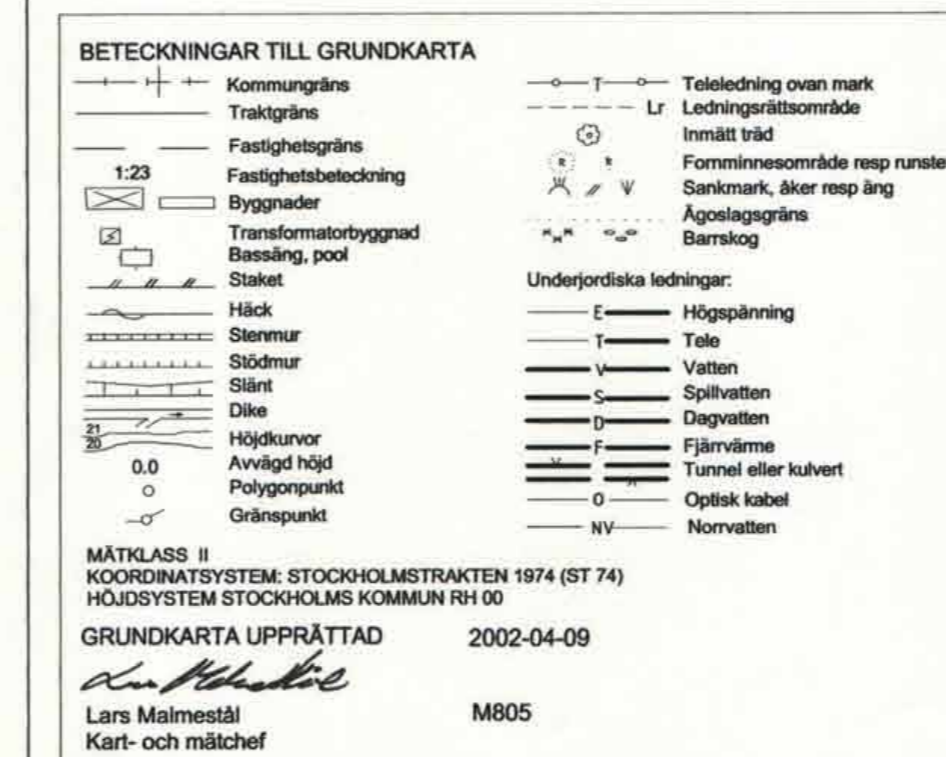 BETECKNINGAR TILL GRUNDKARTA
Kommungräns
Traktgräns
Fastighetsgräns
1:23 Fastighetsbeteckning
Byggnader
Transformatorbyggnad
Bassäng, pool
Staket
Häck
Stenmur
Stödmur
Slänt
Dike
21
20 Höjdkurvor
0.0 Avvägd höjd
Polygonpunkt
Gränspunkt
T Teleledning ovan mark
Lr Ledningsrättsområde
Inmätt träd
R R Fornminnesområde resp runste
Sankmark, åker resp äng
Ägoslagsgräns
Barrskog
Underjordiska ledningar:
E Högspänning
T Tele
V Vatten
S Spillvatten
D Dagvatten
F Fjärrvärme
Tunnel eller kulvert
O Optisk kabel
NV Norrvatten
MÄTKLASS II
KOORDINATSYSTEM: STOCKHOLMSTRAKTEN 1974 (ST 74)
HÖJDSYSTEM STOCKHOLMS KOMMUN RH 00
GRUNDKARTA UPPRÄTTAD 2002-04-09
Lars Malmestål M805
Kart- och mätchef